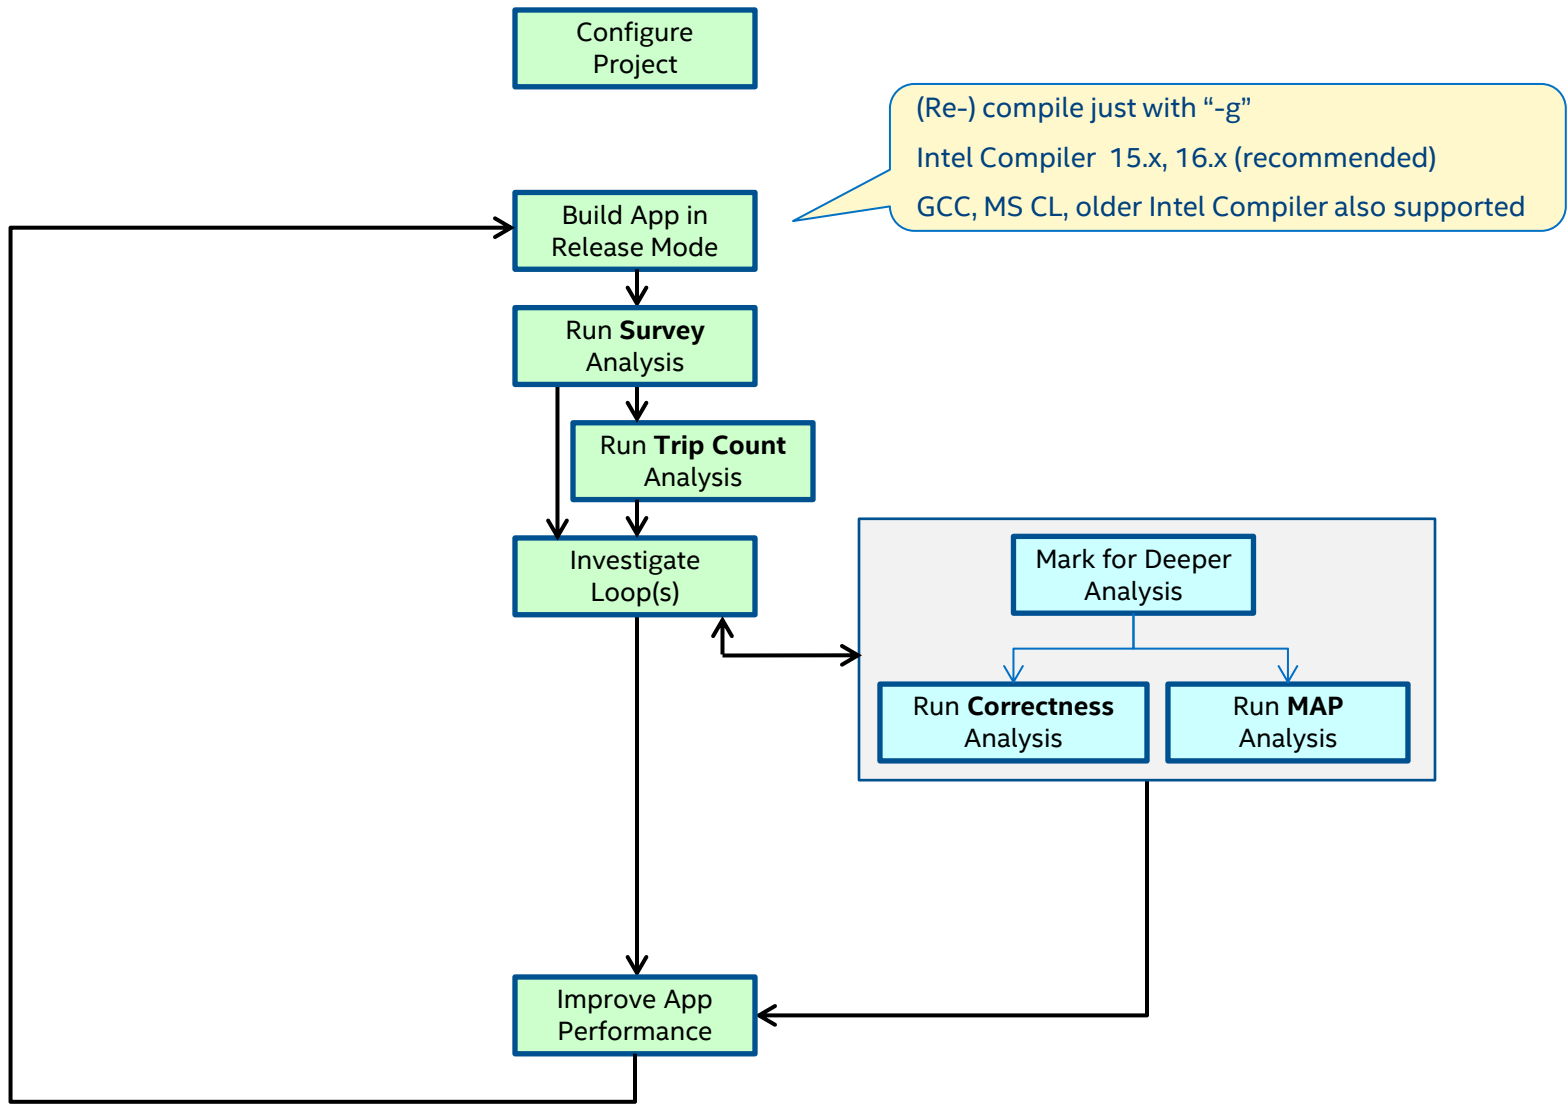 Configure
Project
(Re-) compile just with “-g”
Intel Compiler  15.x, 16.x (recommended)
GCC, MS CL, older Intel Compiler also supported
Build App in
Release Mode
Run Survey
Analysis
Run Trip Count
Analysis
Investigate
Loop(s)
Mark for Deeper
Analysis
Run Correctness
Analysis
Run MAP
Analysis
Improve App
Performance